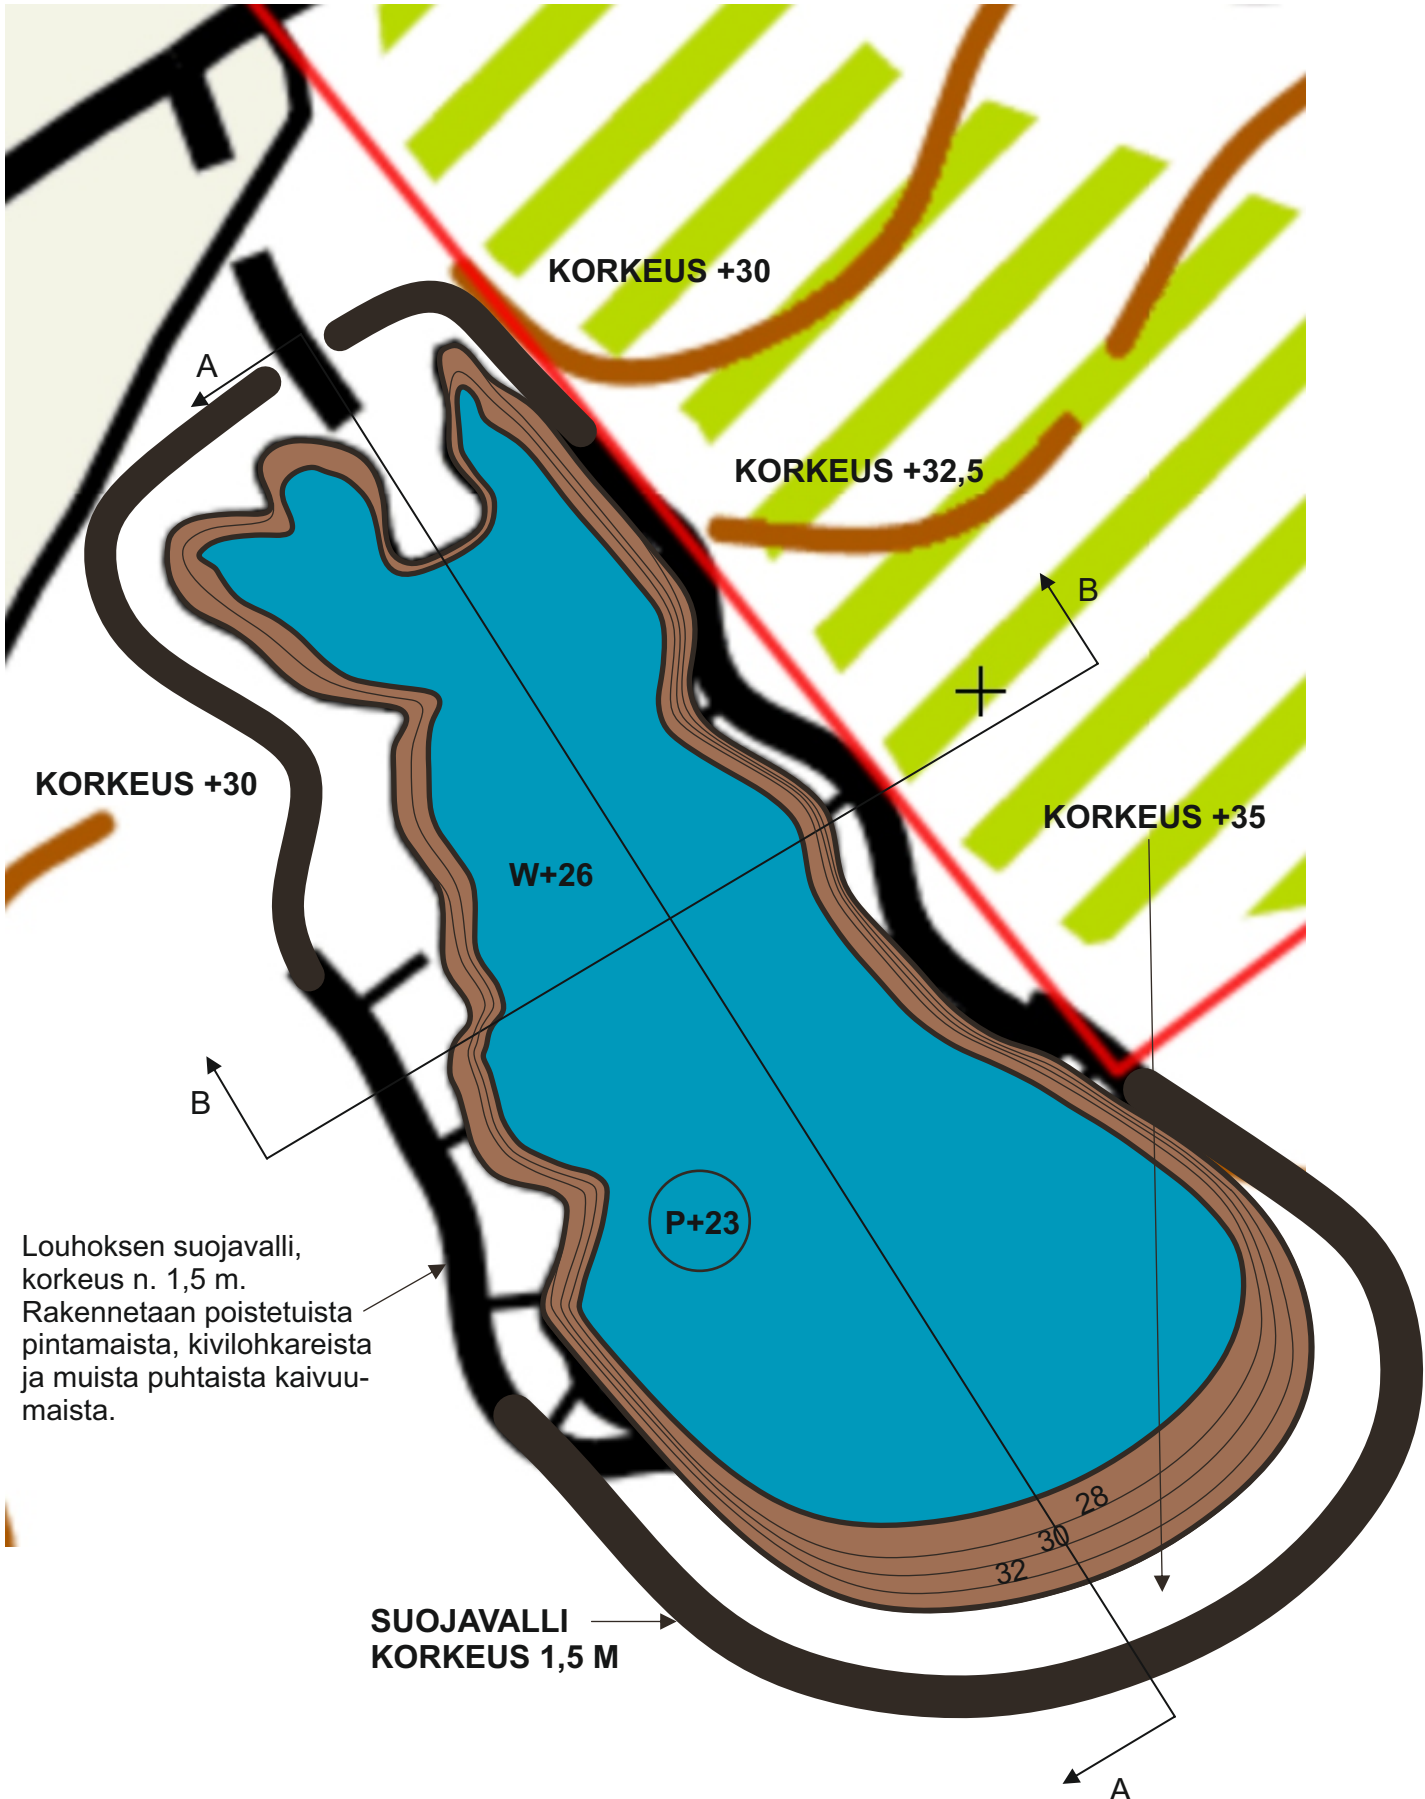 KORKEUS +30
A
KORKEUS +32,5
B
KORKEUS +30
KORKEUS +35
W+26
B
P+23
Louhoksen suojavalli,
korkeus n. 1,5 m.
Rakennetaan poistetuista
pintamaista, kivilohkareista
ja muista puhtaista kaivuu-
maista.
28
30
32
SUOJAVALLI
KORKEUS 1,5 M
A